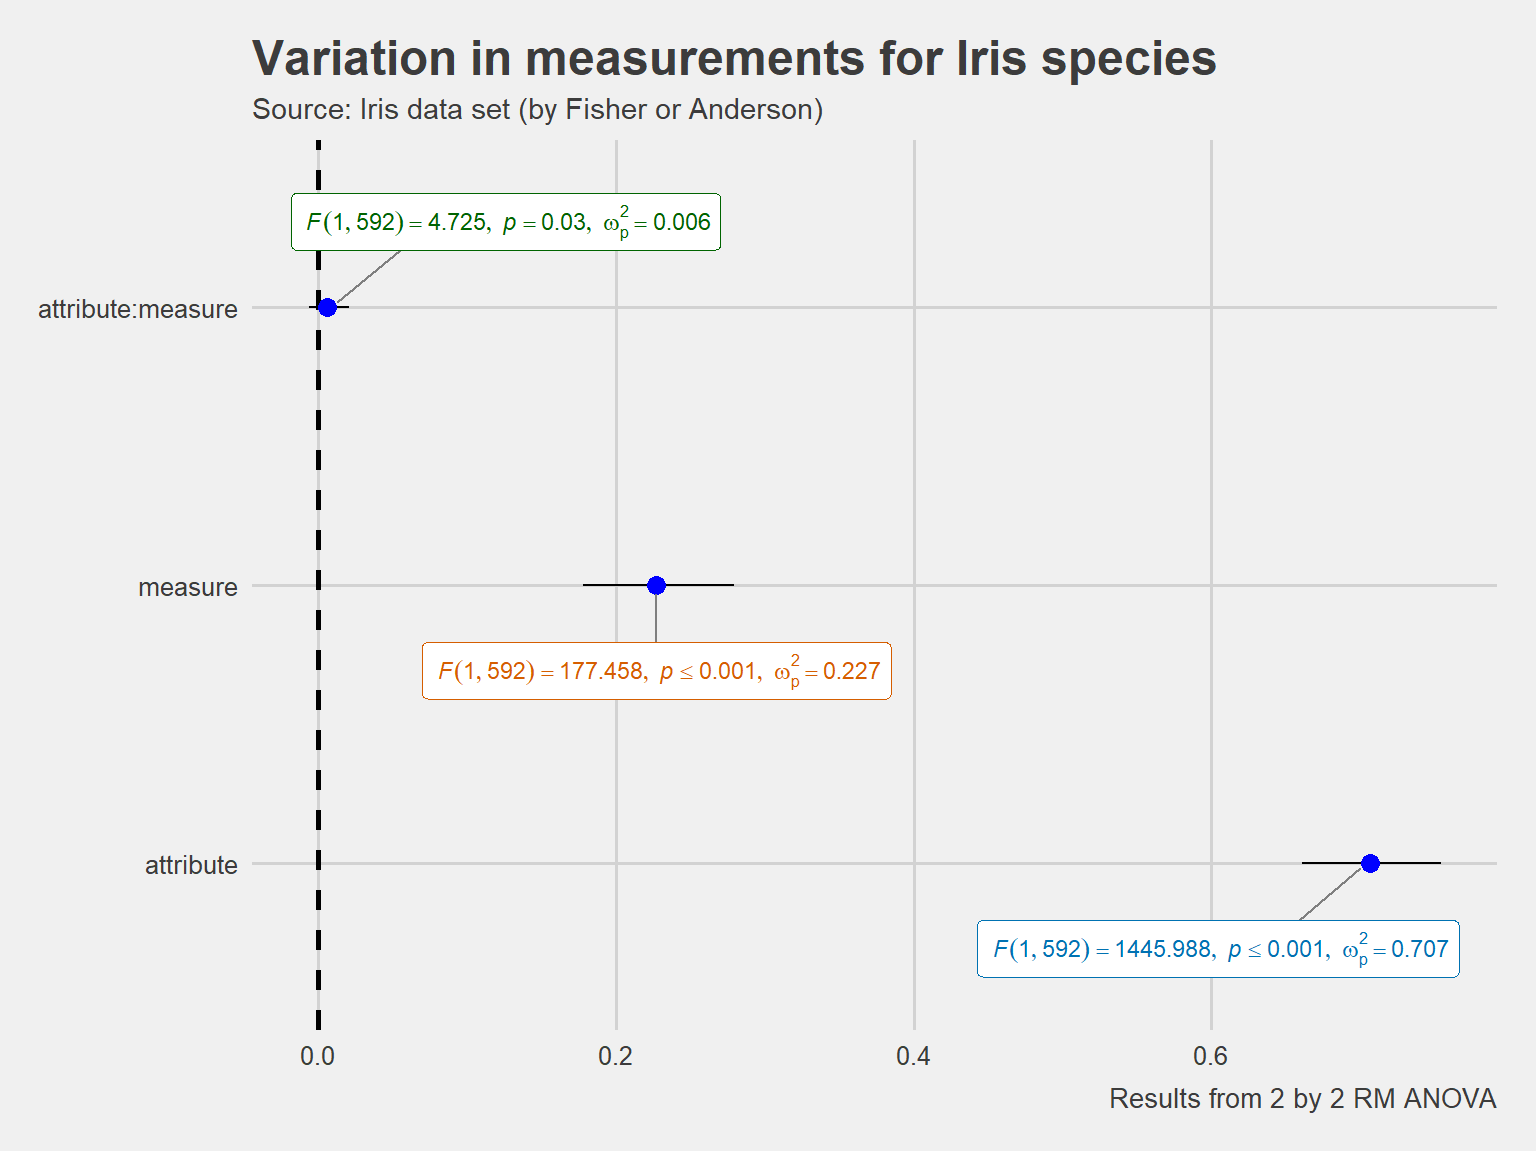 Variation in measurements for Iris species
Source: Iris data set (by Fisher or Anderson)
F(1, 592) = 4.725, p = 0.03, ω²ₚ = 0.006
attribute:measure
measure
F(1, 592) = 177.458, p ≤ 0.001, ω²ₚ = 0.227
attribute
F(1, 592) = 1445.988, p ≤ 0.001, ω²ₚ = 0.707
0.0 0.2 0.4 0.6
Results from 2 by 2 RM ANOVA